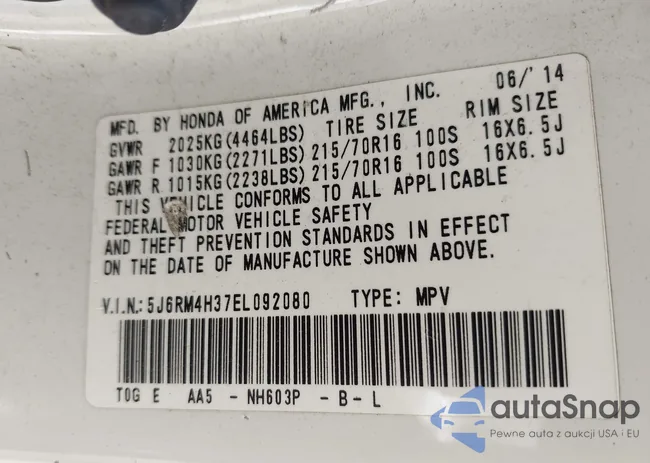 06/'14
MFD. BY HONDA OF AMERICA MFG., INC.
GVWR 2025KG(4464LBS) TIRE SIZE RIM SIZE
GAWR F 1030KG(2271LBS) 215/70R16 100S 16X6.5J
GAWR R 1015KG(2238LBS) 215/70R16 100S 16X6.5J
THIS VEHICLE CONFORMS TO ALL APPLICABLE
FEDERAL MOTOR VEHICLE SAFETY
AND THEFT PREVENTION STANDARDS IN EFFECT
ON THE DATE OF MANUFACTURE SHOWN ABOVE.
V.I.N.: 5J6RM4H37EL092080 TYPE: MPV
T0G E AA5 - NH603P - B - L
autaSnap
Pewne auta z aukcji USA i EU